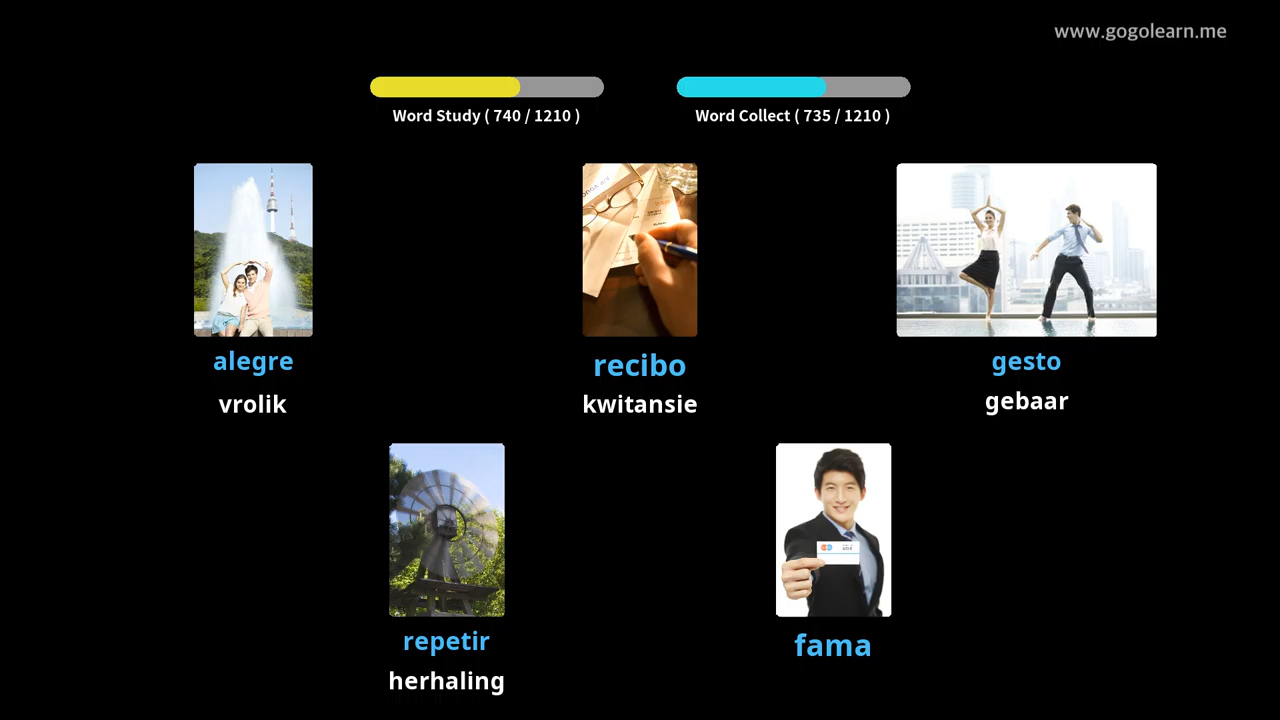 www.gogolearn.me
Word Study ( 740 / 1210 )
Word Collect ( 735 / 1210 )
alegre
recibo
gesto
vrolik
kwitansie
gebaar
repetir
fama
herhaling